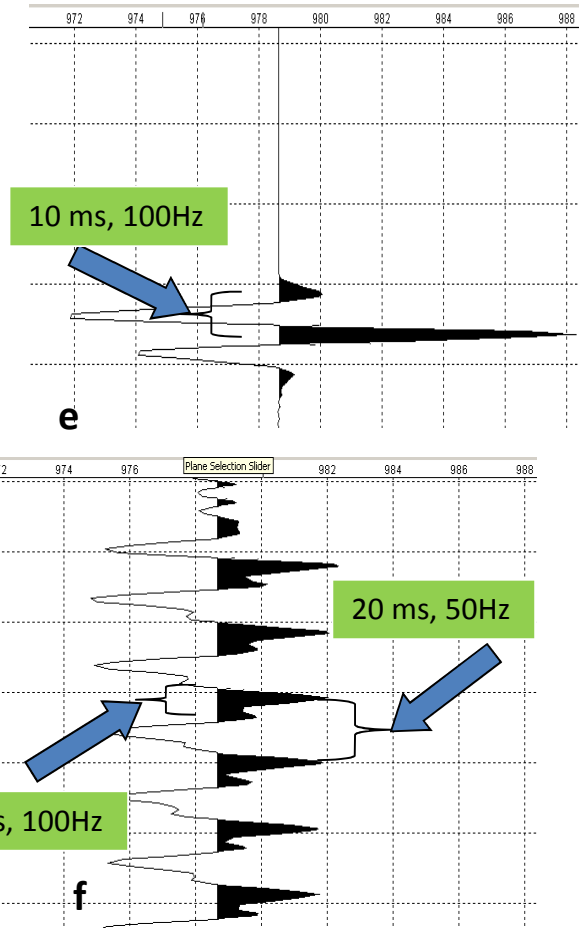 972 974 976 978 980 982 984 986 988
10 ms, 100Hz
e
974 976 Plane Selection Slider 982 984 986 988
20 ms, 50Hz
100Hz
f